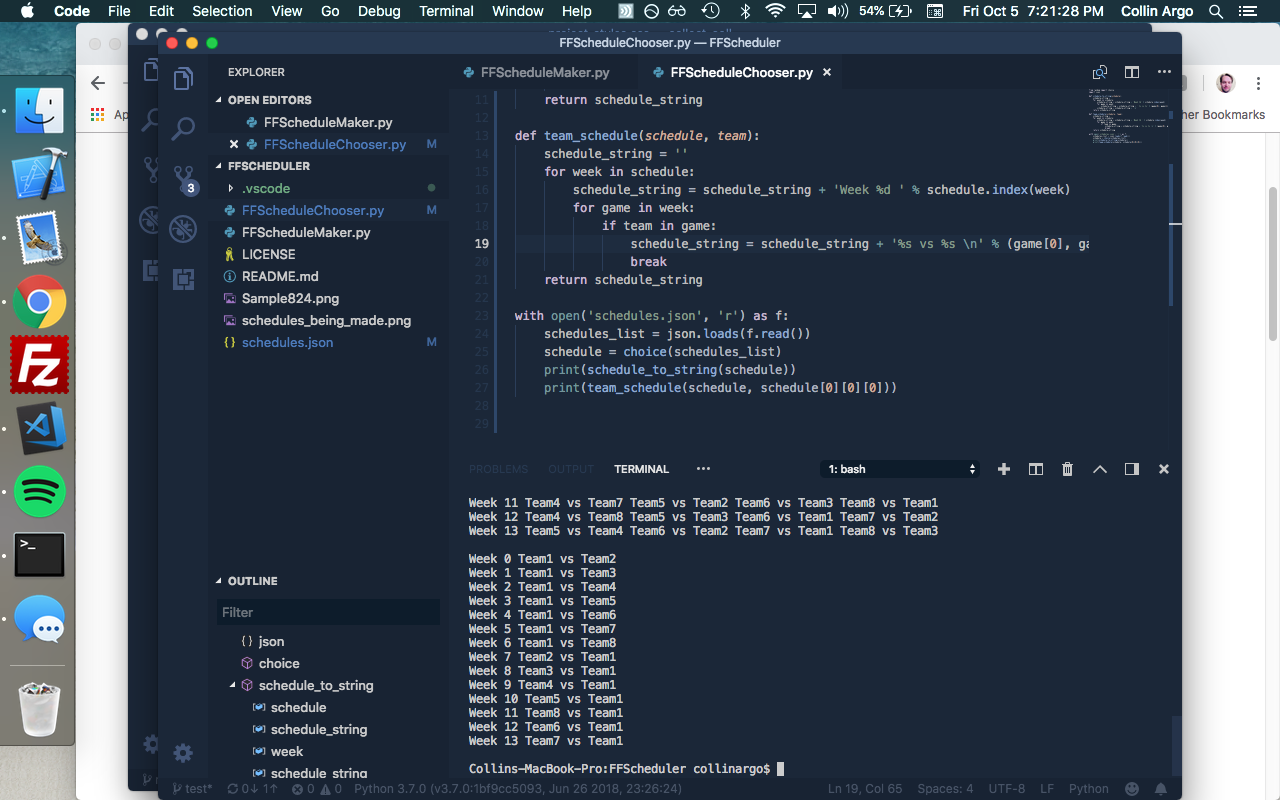 Code File Edit Selection View Go Debug Terminal Window Help 54% Fri Oct 5 7:21:28 PM Collin Argo
FFScheduleChooser.py — FFScheduler
EXPLORER
OPEN EDITORS
FFScheduleMaker.py
FFScheduleChooser.py M
FFSCHEDULER
.vscode
FFScheduleChooser.py M
FFScheduleMaker.py
LICENSE
README.md
Sample824.png
schedules_being_made.png
{} schedules.json M
3
OUTLINE
Filter
{} json
choice
schedule_to_string
schedule
schedule_string
week
schedule_string
FFScheduleMaker.py FFScheduleChooser.py ×
her Bookmarks
11 return schedule_string
12
13 def team_schedule(schedule, team):
14 schedule_string = ''
15 for week in schedule:
16 schedule_string = schedule_string + 'Week %d ' % schedule.index(week)
17 for game in week:
18 if team in game:
19 schedule_string = schedule_string + '%s vs %s \n' % (game[0], ga
20 break
21 return schedule_string
22
23 with open('schedules.json', 'r') as f:
24 schedules_list = json.loads(f.read())
25 schedule = choice(schedules_list)
26 print(schedule_to_string(schedule))
27 print(team_schedule(schedule, schedule[0][0][0]))
28
29
PROBLEMS OUTPUT TERMINAL ••• 1: bash
Week 11 Team4 vs Team7 Team5 vs Team2 Team6 vs Team3 Team8 vs Team1
Week 12 Team4 vs Team8 Team5 vs Team3 Team6 vs Team1 Team7 vs Team2
Week 13 Team5 vs Team4 Team6 vs Team2 Team7 vs Team1 Team8 vs Team3
Week 0 Team1 vs Team2
Week 1 Team1 vs Team3
Week 2 Team1 vs Team4
Week 3 Team1 vs Team5
Week 4 Team1 vs Team6
Week 5 Team1 vs Team7
Week 6 Team1 vs Team8
Week 7 Team2 vs Team1
Week 8 Team3 vs Team1
Week 9 Team4 vs Team1
Week 10 Team5 vs Team1
Week 11 Team8 vs Team1
Week 12 Team6 vs Team1
Week 13 Team7 vs Team1
Collins-MacBook-Pro:FFScheduler collinargo$
test* 0↓ 1↑ 0 0 Python 3.7.0 (v3.7.0:1bf9cc5093, Jun 26 2018, 23:26:24) Ln 19, Col 65 Spaces: 4 UTF-8 LF Python